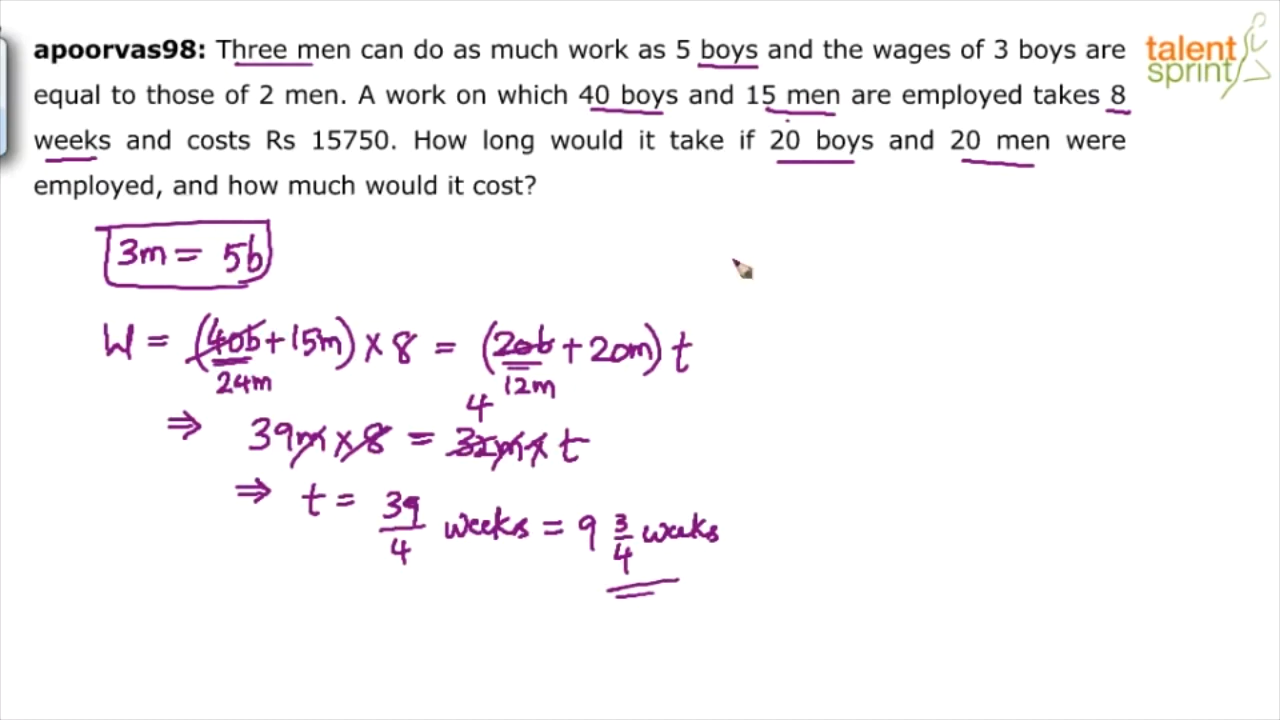 apoorvas98: Three men can do as much work as 5 boys and the wages of 3 boys are
equal to those of 2 men. A work on which 40 boys and 15 men are employed takes 8
weeks and costs Rs 15750. How long would it take if 20 boys and 20 men were
employed, and how much would it cost?
talent
sprint
3m = 5b
W = (40b + 15m) × 8 = (20b + 20m) t
24m 12m
4
⇒ 39m × 8 = 32m × t
⇒ t = 39/4 weeks = 9 3/4 weeks